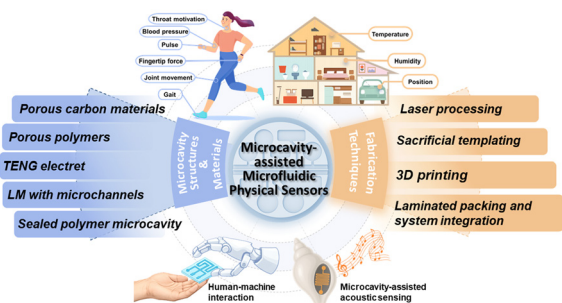 Throat motivation
Blood pressure
Pulse
Fingertip force
Joint movement
Gait
Temperature
Humidity
Position
Porous carbon materials
Porous polymers
TENG electret
LM with microchannels
Sealed polymer microcavity
Microcavity Structures
&
Materials
Microcavity-
assisted
Microfluidic
Physical Sensors
Fabrication
Techniques
Laser processing
Sacrificial templating
3D printing
Laminated packing and
system integration
Human-machine
interaction
Microcavity-assisted
acoustic sensing